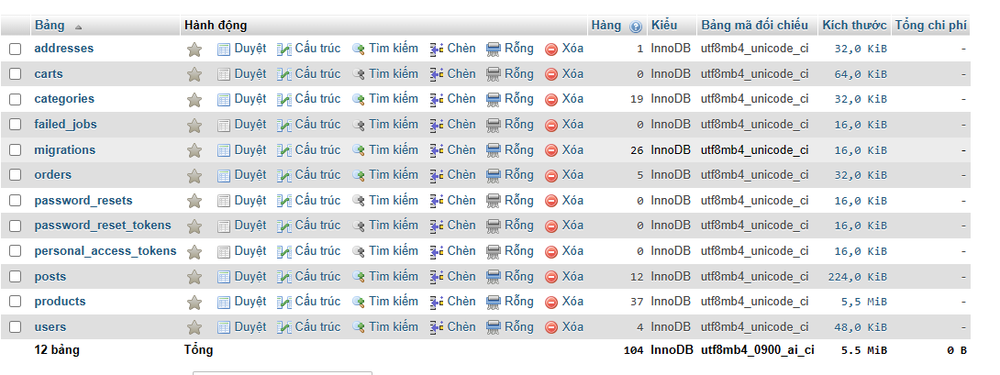 Bảng Hành động Hàng Kiểu Bảng mã đối chiếu Kích thước Tổng chi phí
addresses Duyệt Cấu trúc Tìm kiếm Chèn Rỗng Xóa 1 InnoDB utf8mb4_unicode_ci 32,0 KiB -
carts Duyệt Cấu trúc Tìm kiếm Chèn Rỗng Xóa 0 InnoDB utf8mb4_unicode_ci 64,0 KiB -
categories Duyệt Cấu trúc Tìm kiếm Chèn Rỗng Xóa 19 InnoDB utf8mb4_unicode_ci 32,0 KiB -
failed_jobs Duyệt Cấu trúc Tìm kiếm Chèn Rỗng Xóa 0 InnoDB utf8mb4_unicode_ci 16,0 KiB -
migrations Duyệt Cấu trúc Tìm kiếm Chèn Rỗng Xóa 26 InnoDB utf8mb4_unicode_ci 16,0 KiB -
orders Duyệt Cấu trúc Tìm kiếm Chèn Rỗng Xóa 5 InnoDB utf8mb4_unicode_ci 32,0 KiB -
password_resets Duyệt Cấu trúc Tìm kiếm Chèn Rỗng Xóa 0 InnoDB utf8mb4_unicode_ci 16,0 KiB -
password_reset_tokens Duyệt Cấu trúc Tìm kiếm Chèn Rỗng Xóa 0 InnoDB utf8mb4_unicode_ci 16,0 KiB -
personal_access_tokens Duyệt Cấu trúc Tìm kiếm Chèn Rỗng Xóa 0 InnoDB utf8mb4_unicode_ci 16,0 KiB -
posts Duyệt Cấu trúc Tìm kiếm Chèn Rỗng Xóa 12 InnoDB utf8mb4_unicode_ci 224,0 KiB -
products Duyệt Cấu trúc Tìm kiếm Chèn Rỗng Xóa 37 InnoDB utf8mb4_unicode_ci 5,5 MiB -
users Duyệt Cấu trúc Tìm kiếm Chèn Rỗng Xóa 4 InnoDB utf8mb4_unicode_ci 48,0 KiB -
12 bảng Tổng 104 InnoDB utf8mb4_0900_ai_ci 5.5 MiB 0 B